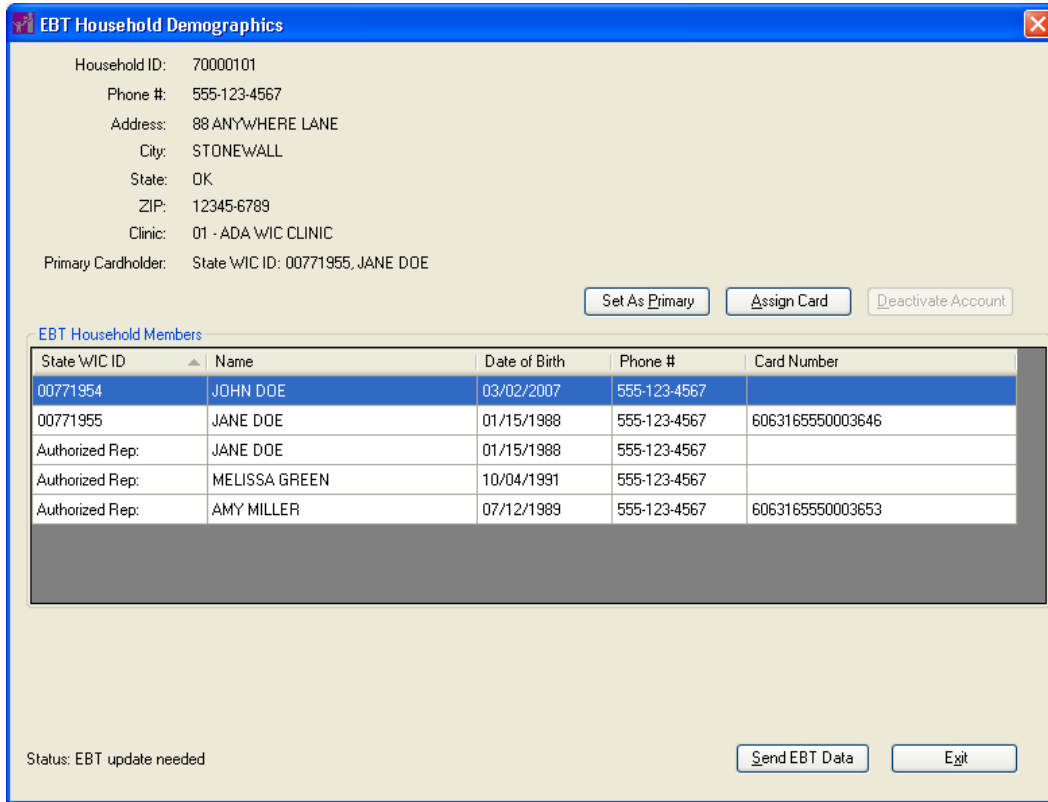 EBT Household Demographics
Household ID: 70000101
Phone #: 555-123-4567
Address: 88 ANYWHERE LANE
City: STONEWALL
State: OK
ZIP: 12345-6789
Clinic: 01 - ADA WIC CLINIC
Primary Cardholder: State WIC ID: 00771955, JANE DOE
Set As Primary Assign Card Deactivate Account
EBT Household Members
State WIC ID Name Date of Birth Phone # Card Number
00771954 JOHN DOE 03/02/2007 555-123-4567
00771955 JANE DOE 01/15/1988 555-123-4567 6063165550003646
Authorized Rep: JANE DOE 01/15/1988 555-123-4567
Authorized Rep: MELISSA GREEN 10/04/1991 555-123-4567
Authorized Rep: AMY MILLER 07/12/1989 555-123-4567 6063165550003653
Status: EBT update needed Send EBT Data Exit